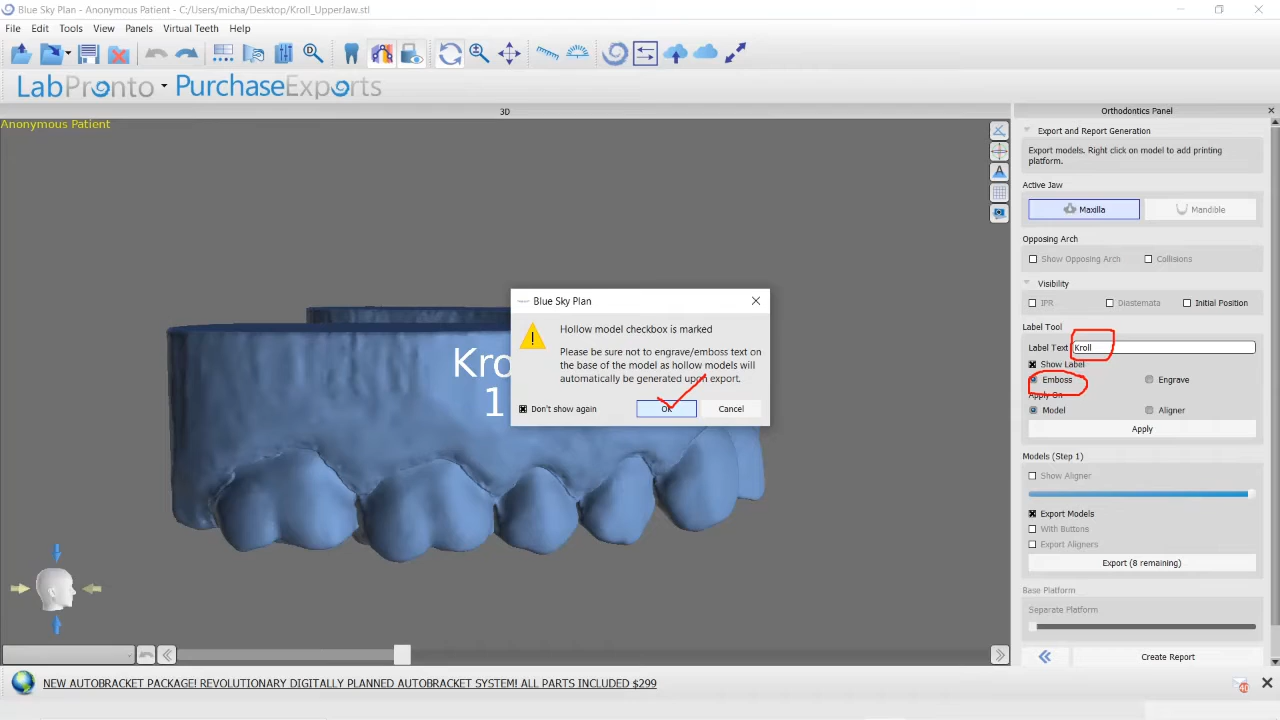 Blue Sky Plan - Anonymous Patient - C:/Users/micha/Desktop/Kroll_UpperJaw.stl
File Edit Tools View Panels Virtual Teeth Help
LabPronto PurchaseExports
3D
Anonymous Patient
Kro
1
Blue Sky Plan
Hollow model checkbox is marked
Please be sure not to engrave/emboss text on
the base of the model as hollow models will
automatically be generated upon export.
Don't show again
OK
Cancel
Orthodontics Panel
Export and Report Generation
Export models. Right click on model to add printing
platform.
Active Jaw
Maxilla Mandible
Opposing Arch
Show Opposing Arch Collisions
Visibility
IPR Diastemata Initial Position
Label Tool
Label Text Kroll
Show Label
Emboss Engrave
Apply On
Model Aligner
Apply
Models (Step 1)
Show Aligner
Export Models
With Buttons
Export Aligners
Export (8 remaining)
Base Platform
Separate Platform
Create Report
NEW AUTOBRACKET PACKAGE! REVOLUTIONARY DIGITALLY PLANNED AUTOBRACKET SYSTEM! ALL PARTS INCLUDED $299